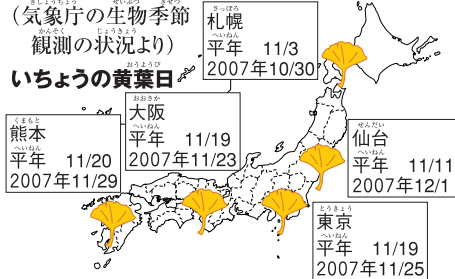 (気象庁の生物季節
観測の状況より)
いちょうの黄葉日
札幌
平年 11/3
2007年10/30
大阪
平年 11/19
2007年11/23
熊本
平年 11/20
2007年11/29
仙台
平年 11/11
2007年12/1
東京
平年 11/19
2007年11/25